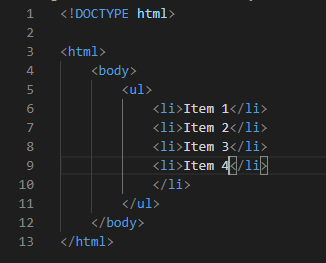 1 <!DOCTYPE html>
2
3 <html>
4     <body>
5         <ul>
6             <li>Item 1</li>
7             <li>Item 2</li>
8             <li>Item 3</li>
9             <li>Item 4</li>
10             </li>
11         </ul>
12     </body>
13 </html>